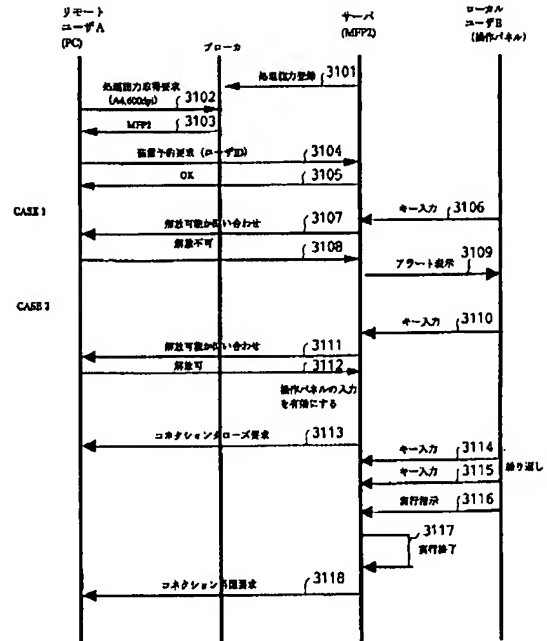 リモート
ユーザA
(PC)
ブローカ
サーバ
(MFP2)
ローカル
ユーザB
(操作パネル)
処理能力登録
3101
処理能力取得要求
(A4,600dpi)
3102
MFP2
3103
装置予約要求(ユーザID)
3104
OK
3105
CASE 1
キー入力
3106
解放可能か問い合わせ
3107
解放不可
3108
アラート表示
3109
CASE 2
キー入力
3110
解放可能か問い合わせ
3111
解放可
3112
操作パネルの入力
を有効にする
コネクションクローズ要求
3113
キー入力
3114
キー入力
3115
繰り返し
実行指示
3116
3117
実行終了
コネクション
要求
3118